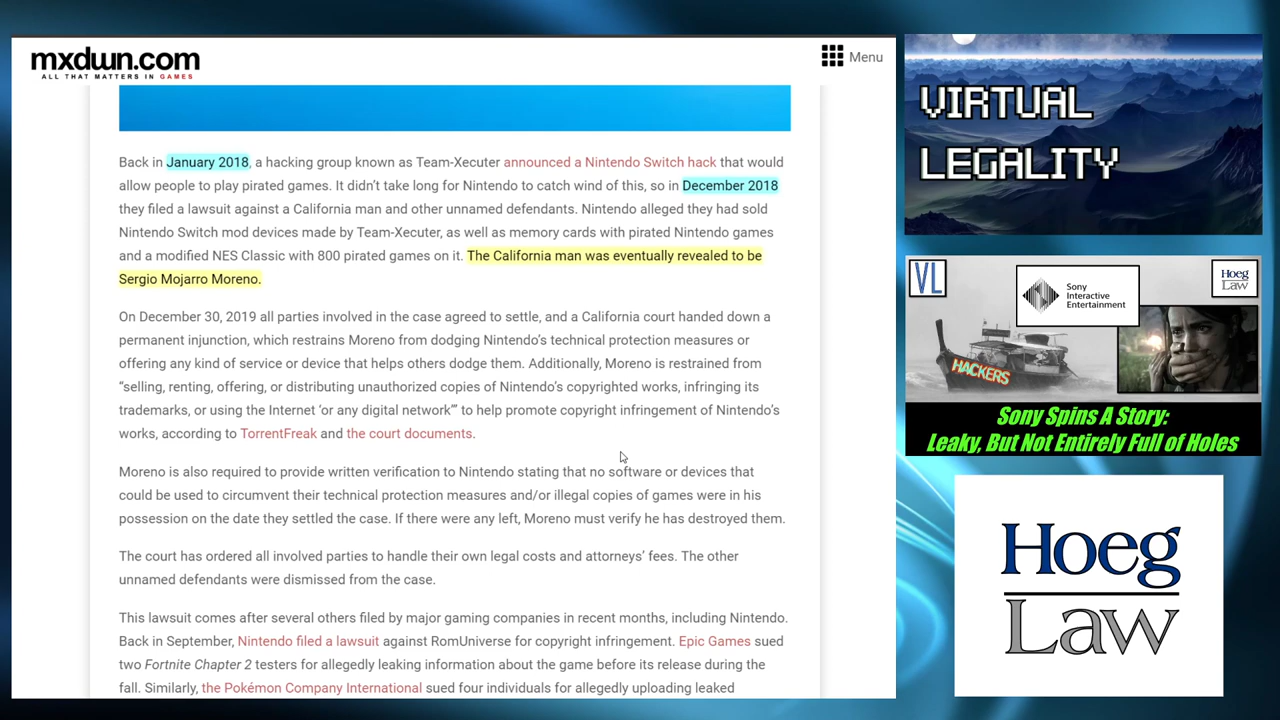 mxdwn.com
ALL THAT MATTERS IN GAMES
Menu
Back in January 2018, a hacking group known as Team-Xecuter announced a Nintendo Switch hack that would
allow people to play pirated games. It didn't take long for Nintendo to catch wind of this, so in December 2018
they filed a lawsuit against a California man and other unnamed defendants. Nintendo alleged they had sold
Nintendo Switch mod devices made by Team-Xecuter, as well as memory cards with pirated Nintendo games
and a modified NES Classic with 800 pirated games on it. The California man was eventually revealed to be
Sergio Mojarro Moreno.
On December 30, 2019 all parties involved in the case agreed to settle, and a California court handed down a
permanent injunction, which restrains Moreno from dodging Nintendo's technical protection measures or
offering any kind of service or device that helps others dodge them. Additionally, Moreno is restrained from
“selling, renting, offering, or distributing unauthorized copies of Nintendo's copyrighted works, infringing its
trademarks, or using the Internet ‘or any digital network’” to help promote copyright infringement of Nintendo's
works, according to TorrentFreak and the court documents.
Moreno is also required to provide written verification to Nintendo stating that no software or devices that
could be used to circumvent their technical protection measures and/or illegal copies of games were in his
possession on the date they settled the case. If there were any left, Moreno must verify he has destroyed them.
The court has ordered all involved parties to handle their own legal costs and attorneys' fees. The other
unnamed defendants were dismissed from the case.
This lawsuit comes after several others filed by major gaming companies in recent months, including Nintendo.
Back in September, Nintendo filed a lawsuit against RomUniverse for copyright infringement. Epic Games sued
two Fortnite Chapter 2 testers for allegedly leaking information about the game before its release during the
fall. Similarly, the Pokémon Company International sued four individuals for allegedly uploading leaked
VIRTUAL
LEGALITY
VL
Sony
Interactive
Entertainment
Hoeg
Law
HACKERS
Sony Spins A Story:
Leaky, But Not Entirely Full of Holes
Hoeg
Law